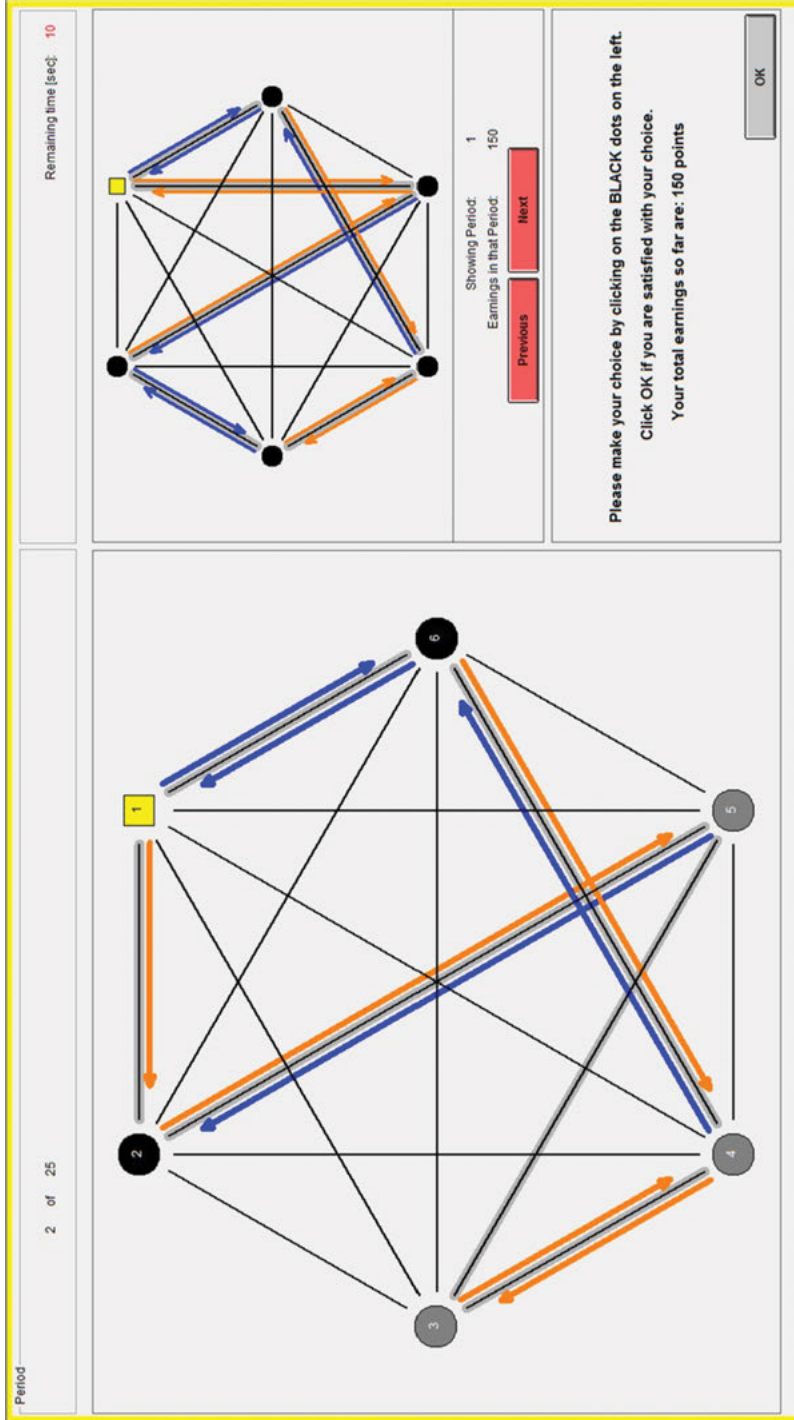 Period
2 of 25
Remaining time [sec]: 10
1
2
3
4
5
6
Showing Period: 1
Earnings in that Period: 150
Previous
Next
Please make your choice by clicking on the BLACK dots on the left.
Click OK if you are satisfied with your choice.
Your total earnings so far are: 150 points
OK